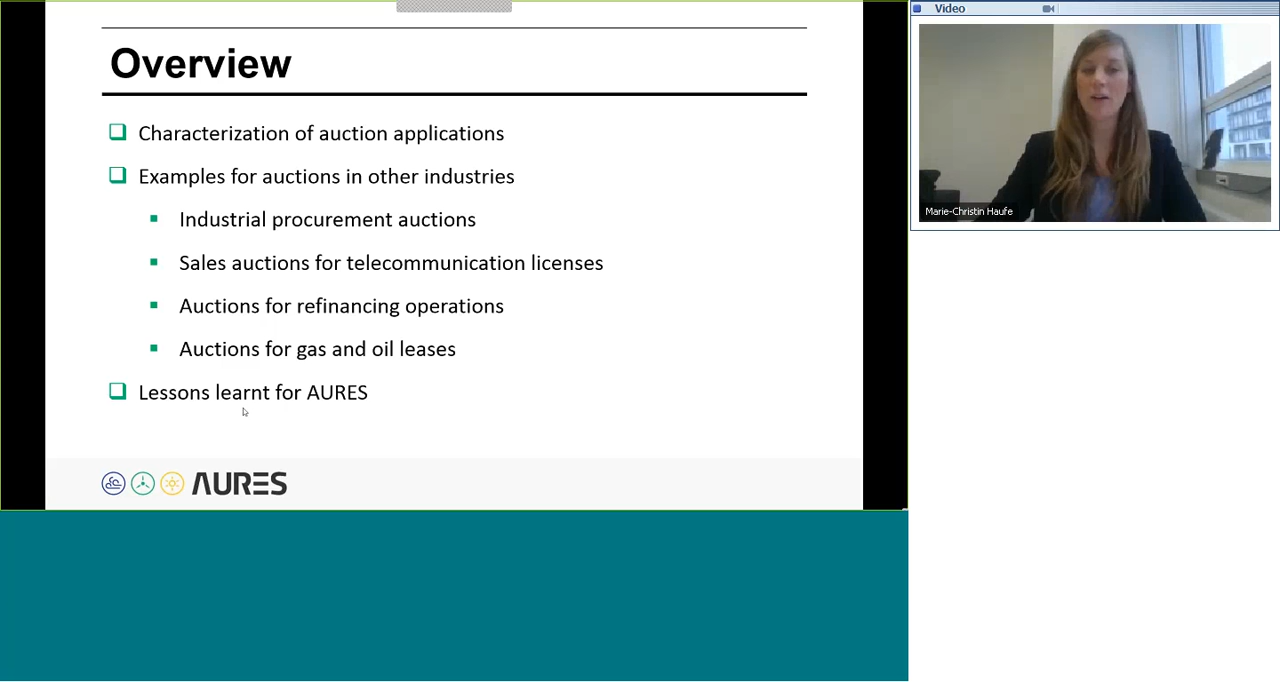 Overview
Characterization of auction applications
Examples for auctions in other industries
Industrial procurement auctions
Sales auctions for telecommunication licenses
Auctions for refinancing operations
Auctions for gas and oil leases
Lessons learnt for AURES
AURES
Video
Marie-Christin Haufe